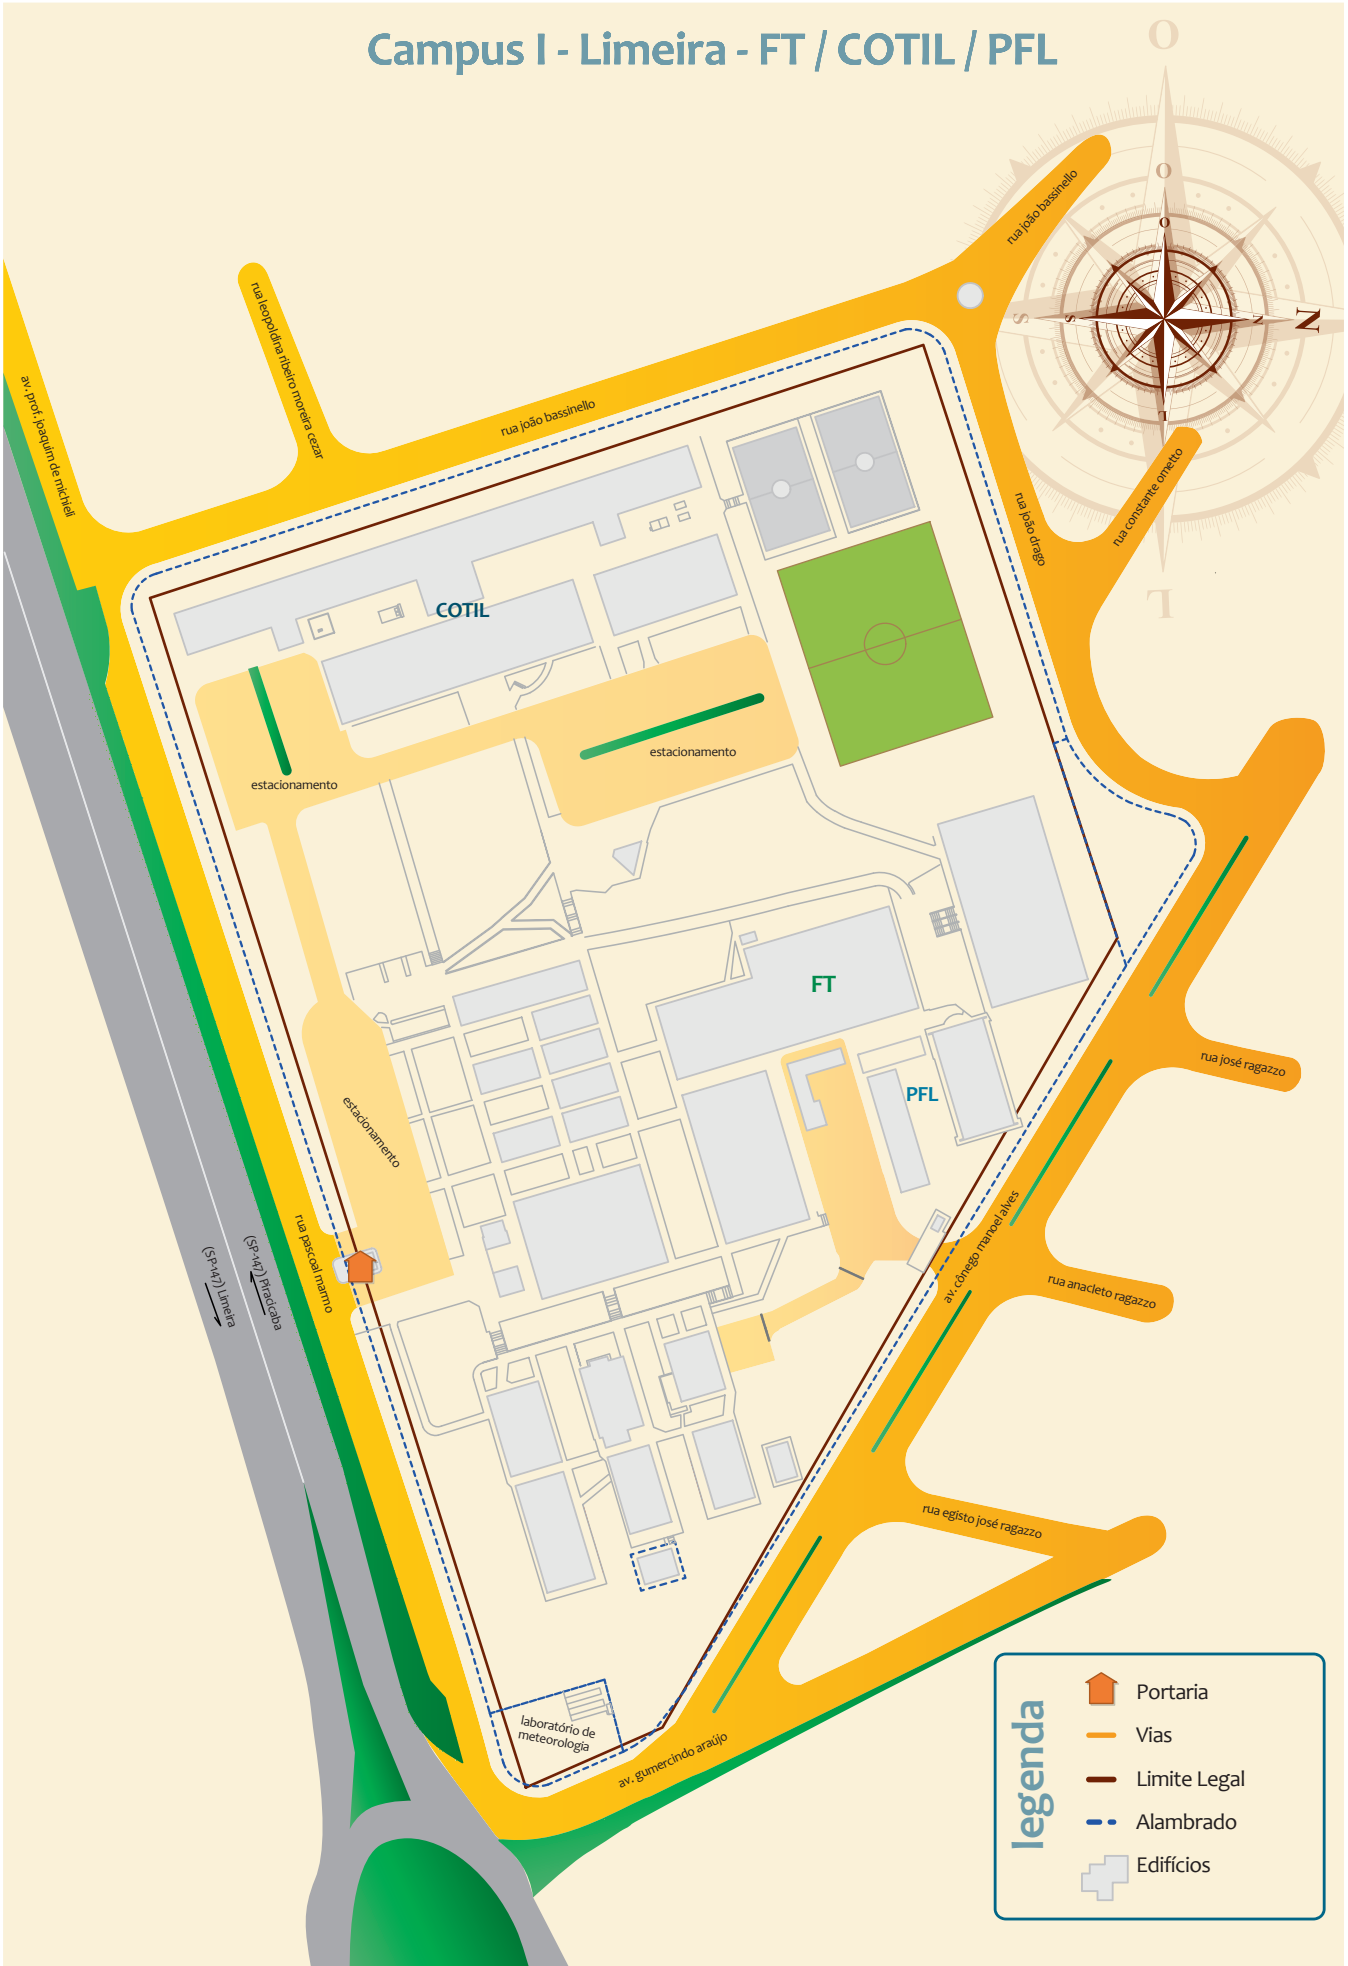 Campus I - Limeira - FT / COTIL / PFL
O
O
O
S
S
N
N
L
L
rua joão bassinello
rua leopoldina ribeiro moreira cezar
av. prof. joaquim de michieli
rua joão bassinello
rua joão drago
rua constante ometto
COTIL
estacionamento
estacionamento
FT
PFL
rua josé ragazzo
estacionamento
rua pascoal marmo
(SP-147) Piracicaba
(SP-147) Limeira
av. cônego manoel alves
rua anacleto ragazzo
rua egisto josé ragazzo
laboratório de
meteorologia
av. gumercindo araújo
legenda
Portaria
Vias
Limite Legal
Alambrado
Edifícios